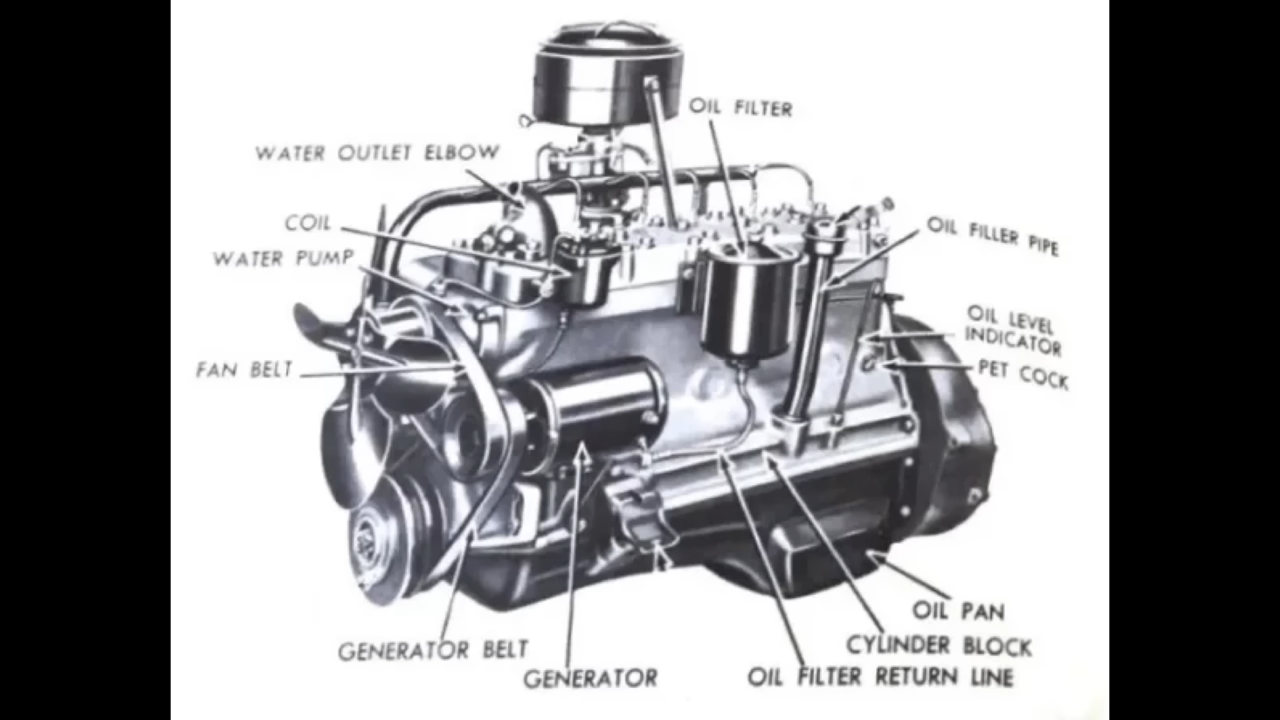 OIL FILTER
WATER OUTLET ELBOW
COIL
WATER PUMP
OIL FILLER PIPE
OIL LEVEL
INDICATOR
FAN BELT
PET COCK
OIL PAN
CYLINDER BLOCK
GENERATOR BELT
GENERATOR
OIL FILTER RETURN LINE